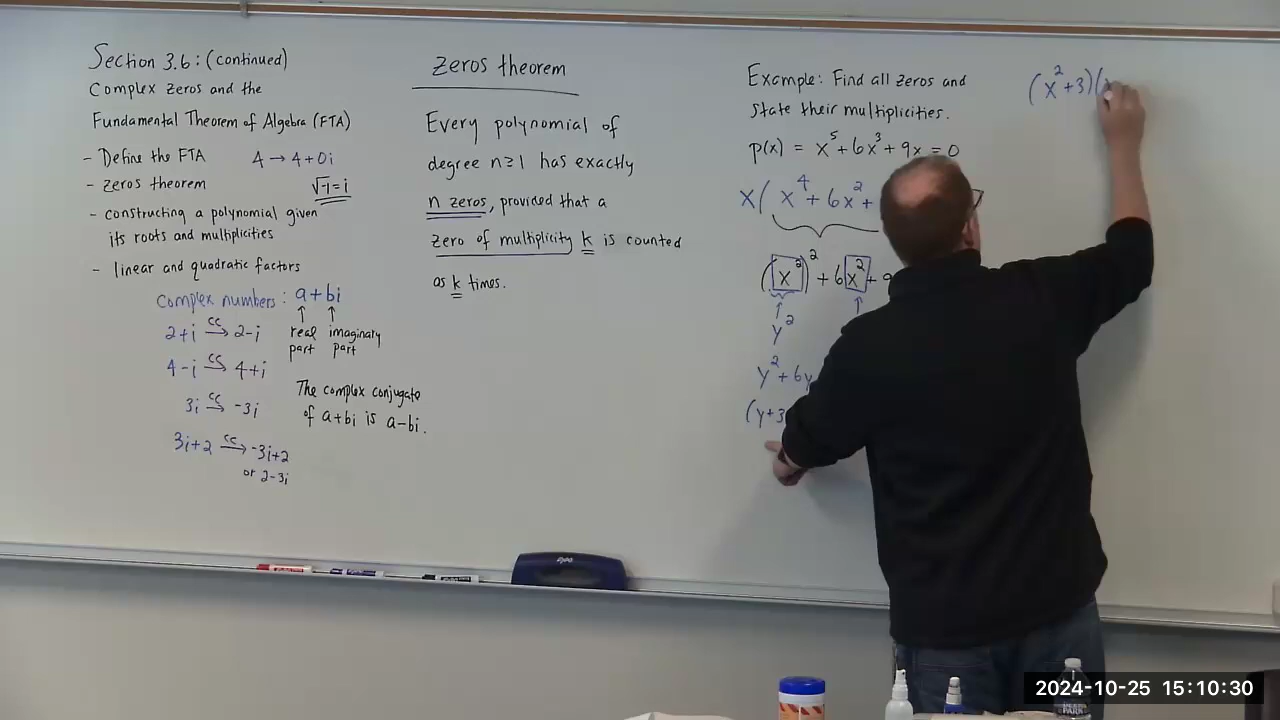 Section 3.6: (continued)
Complex zeros and the
Fundamental Theorem of Algebra (FTA)
- Define the FTA 4 → 4+0i
- zeros theorem √-1 = i
- constructing a polynomial given
its roots and multiplicities
- linear and quadratic factors
Complex numbers: a+bi
↑ ↑
real imaginary
part part
2+i cc→ 2-i
4-i cc→ 4+i
3i cc→ -3i
3i+2 cc→ -3i+2
or 2-3i
The complex conjugate
of a+bi is a-bi.
zeros theorem
Every polynomial of
degree n≥1 has exactly
n zeros, provided that a
zero of multiplicity k is counted
as k times.
Example: Find all zeros and
state their multiplicities.
p(x) = x⁵+6x³+9x = 0
x( x⁴+6x²+
(x²)²+6x²+9
↑ ↑
y²
y²+6y
(y+3
(x²+3)(
EXPO
2024-10-25 15:10:30